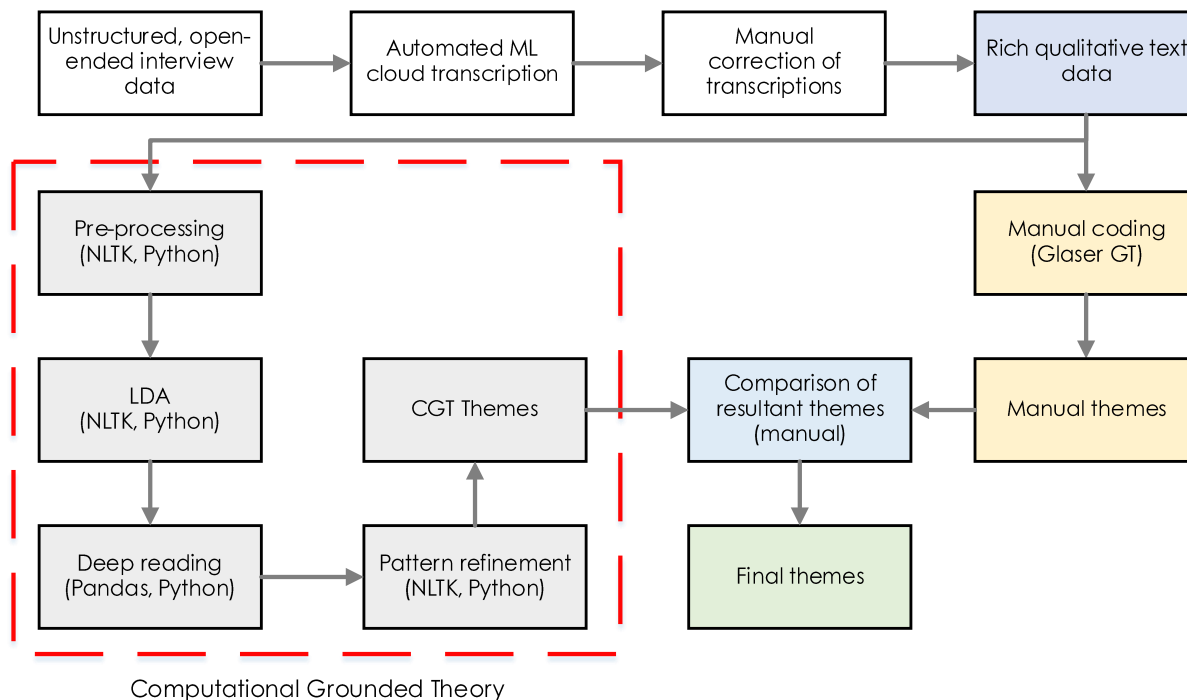 Unstructured, open-
ended interview
data
Automated ML
cloud transcription
Manual
correction of
transcriptions
Rich qualitative text
data
Pre-processing
(NLTK, Python)
Manual coding
(Glaser GT)
LDA
(NLTK, Python)
CGT Themes
Comparison of
resultant themes
(manual)
Manual themes
Deep reading
(Pandas, Python)
Pattern refinement
(NLTK, Python)
Final themes
Computational Grounded Theory